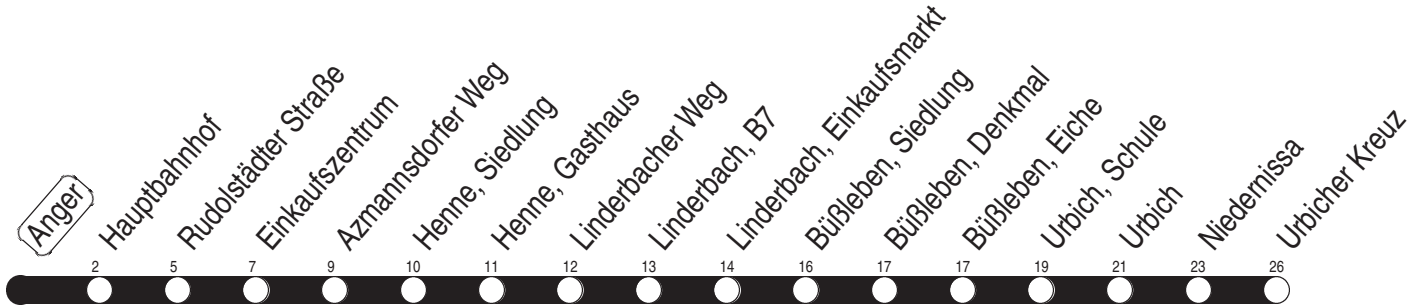 Anger
Hauptbahnhof
Rudolstädter Straße
Einkaufszentrum
Azmannsdorfer Weg
Henne, Siedlung
Henne, Gasthaus
Linderbacher Weg
Linderbach, B7
Linderbach, Einkaufsmarkt
Büßleben, Siedlung
Büßleben, Denkmal
Büßleben, Eiche
Urbich, Schule
Urbich
Niedernissa
Urbicher Kreuz
2 5 7 9 10 11 12 13 14 16 17 17 19 21 23 26